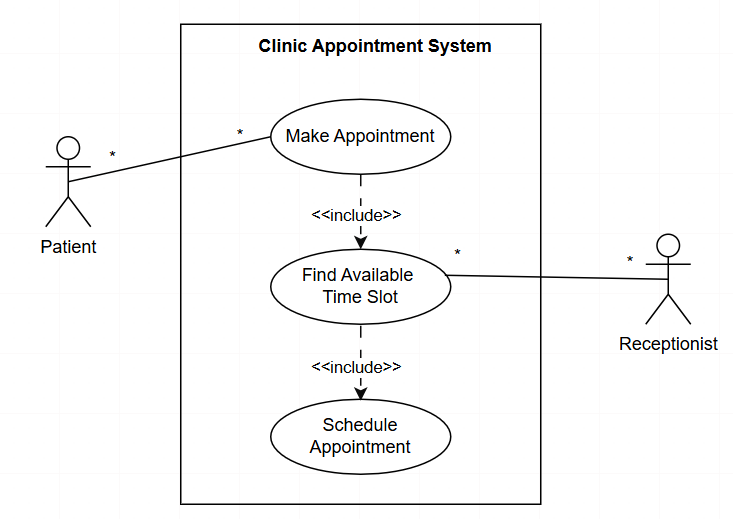 Clinic Appointment System
Make Appointment
*
*
Patient
<<include>>
*
*
Find Available
Time Slot
Receptionist
<<include>>
Schedule
Appointment